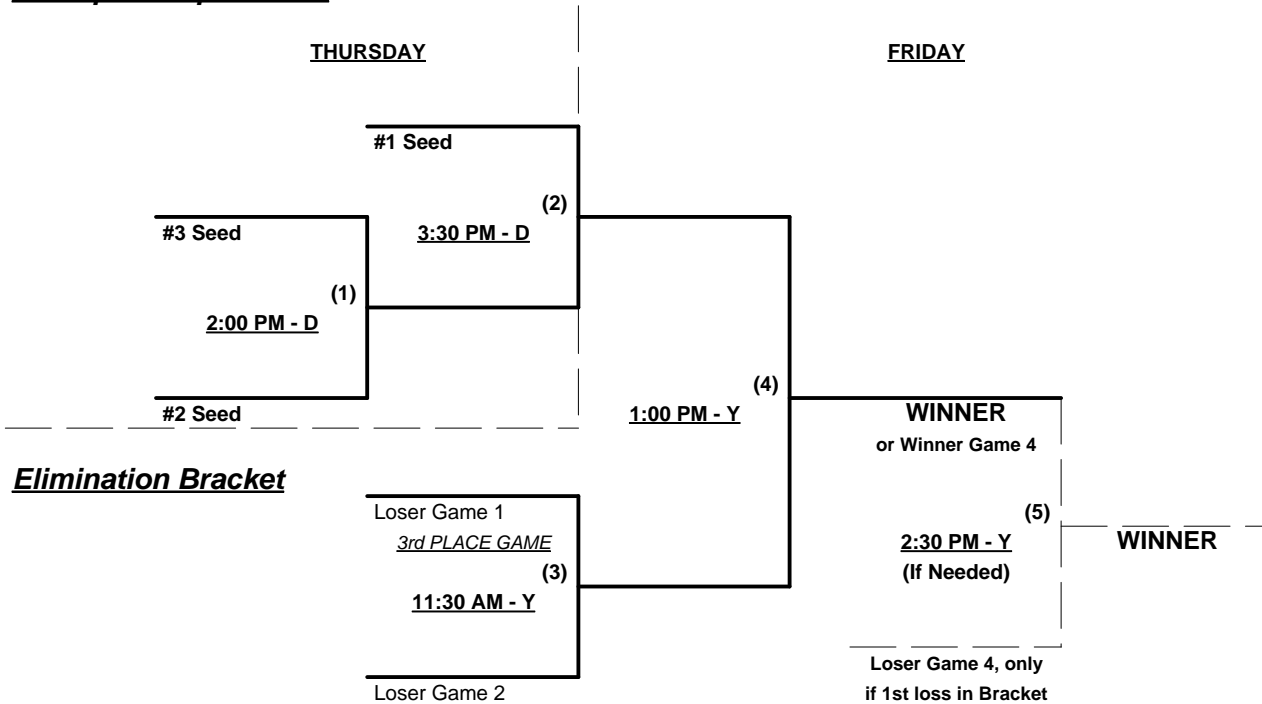 THURSDAY
FRIDAY
#1 Seed
(2)
3:30 PM - D
#3 Seed
(1)
2:00 PM - D
#2 Seed
(4)
1:00 PM - Y
WINNER
or Winner Game 4
Elimination Bracket
Loser Game 1
3rd PLACE GAME
(3)
11:30 AM - Y
Loser Game 2
(5)
2:30 PM - Y
(If Needed)
WINNER
Loser Game 4, only
if 1st loss in Bracket